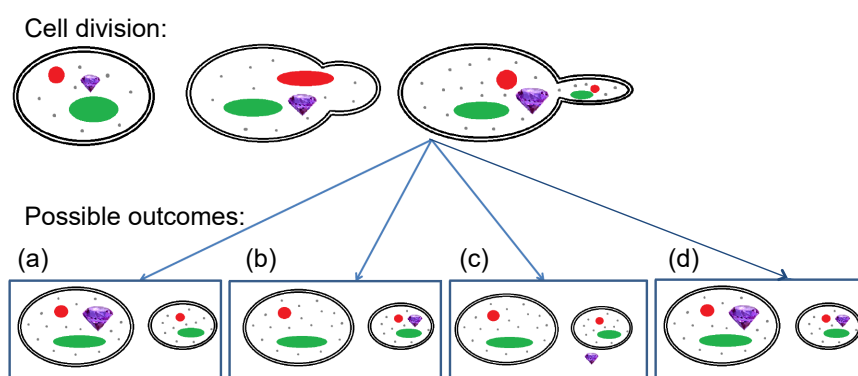 Cell division:
Possible outcomes:
(a)
(b)
(c)
(d)